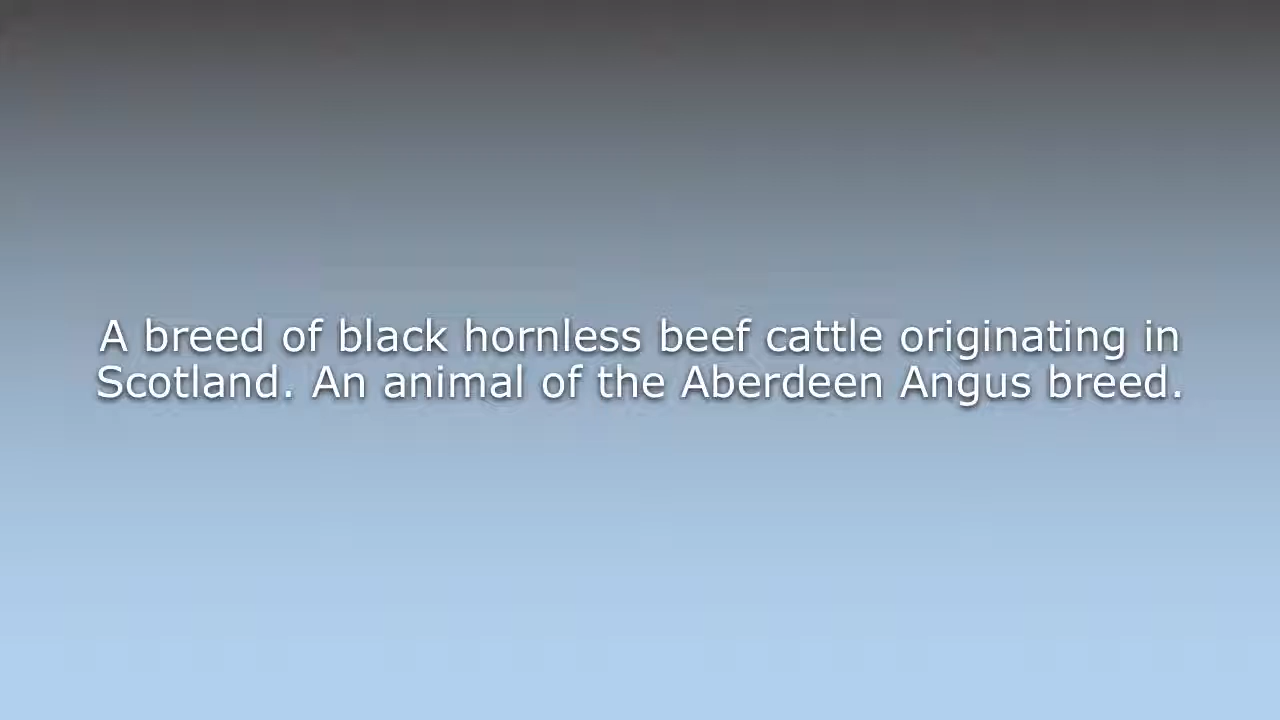 A breed of black hornless beef cattle originating in
Scotland. An animal of the Aberdeen Angus breed.